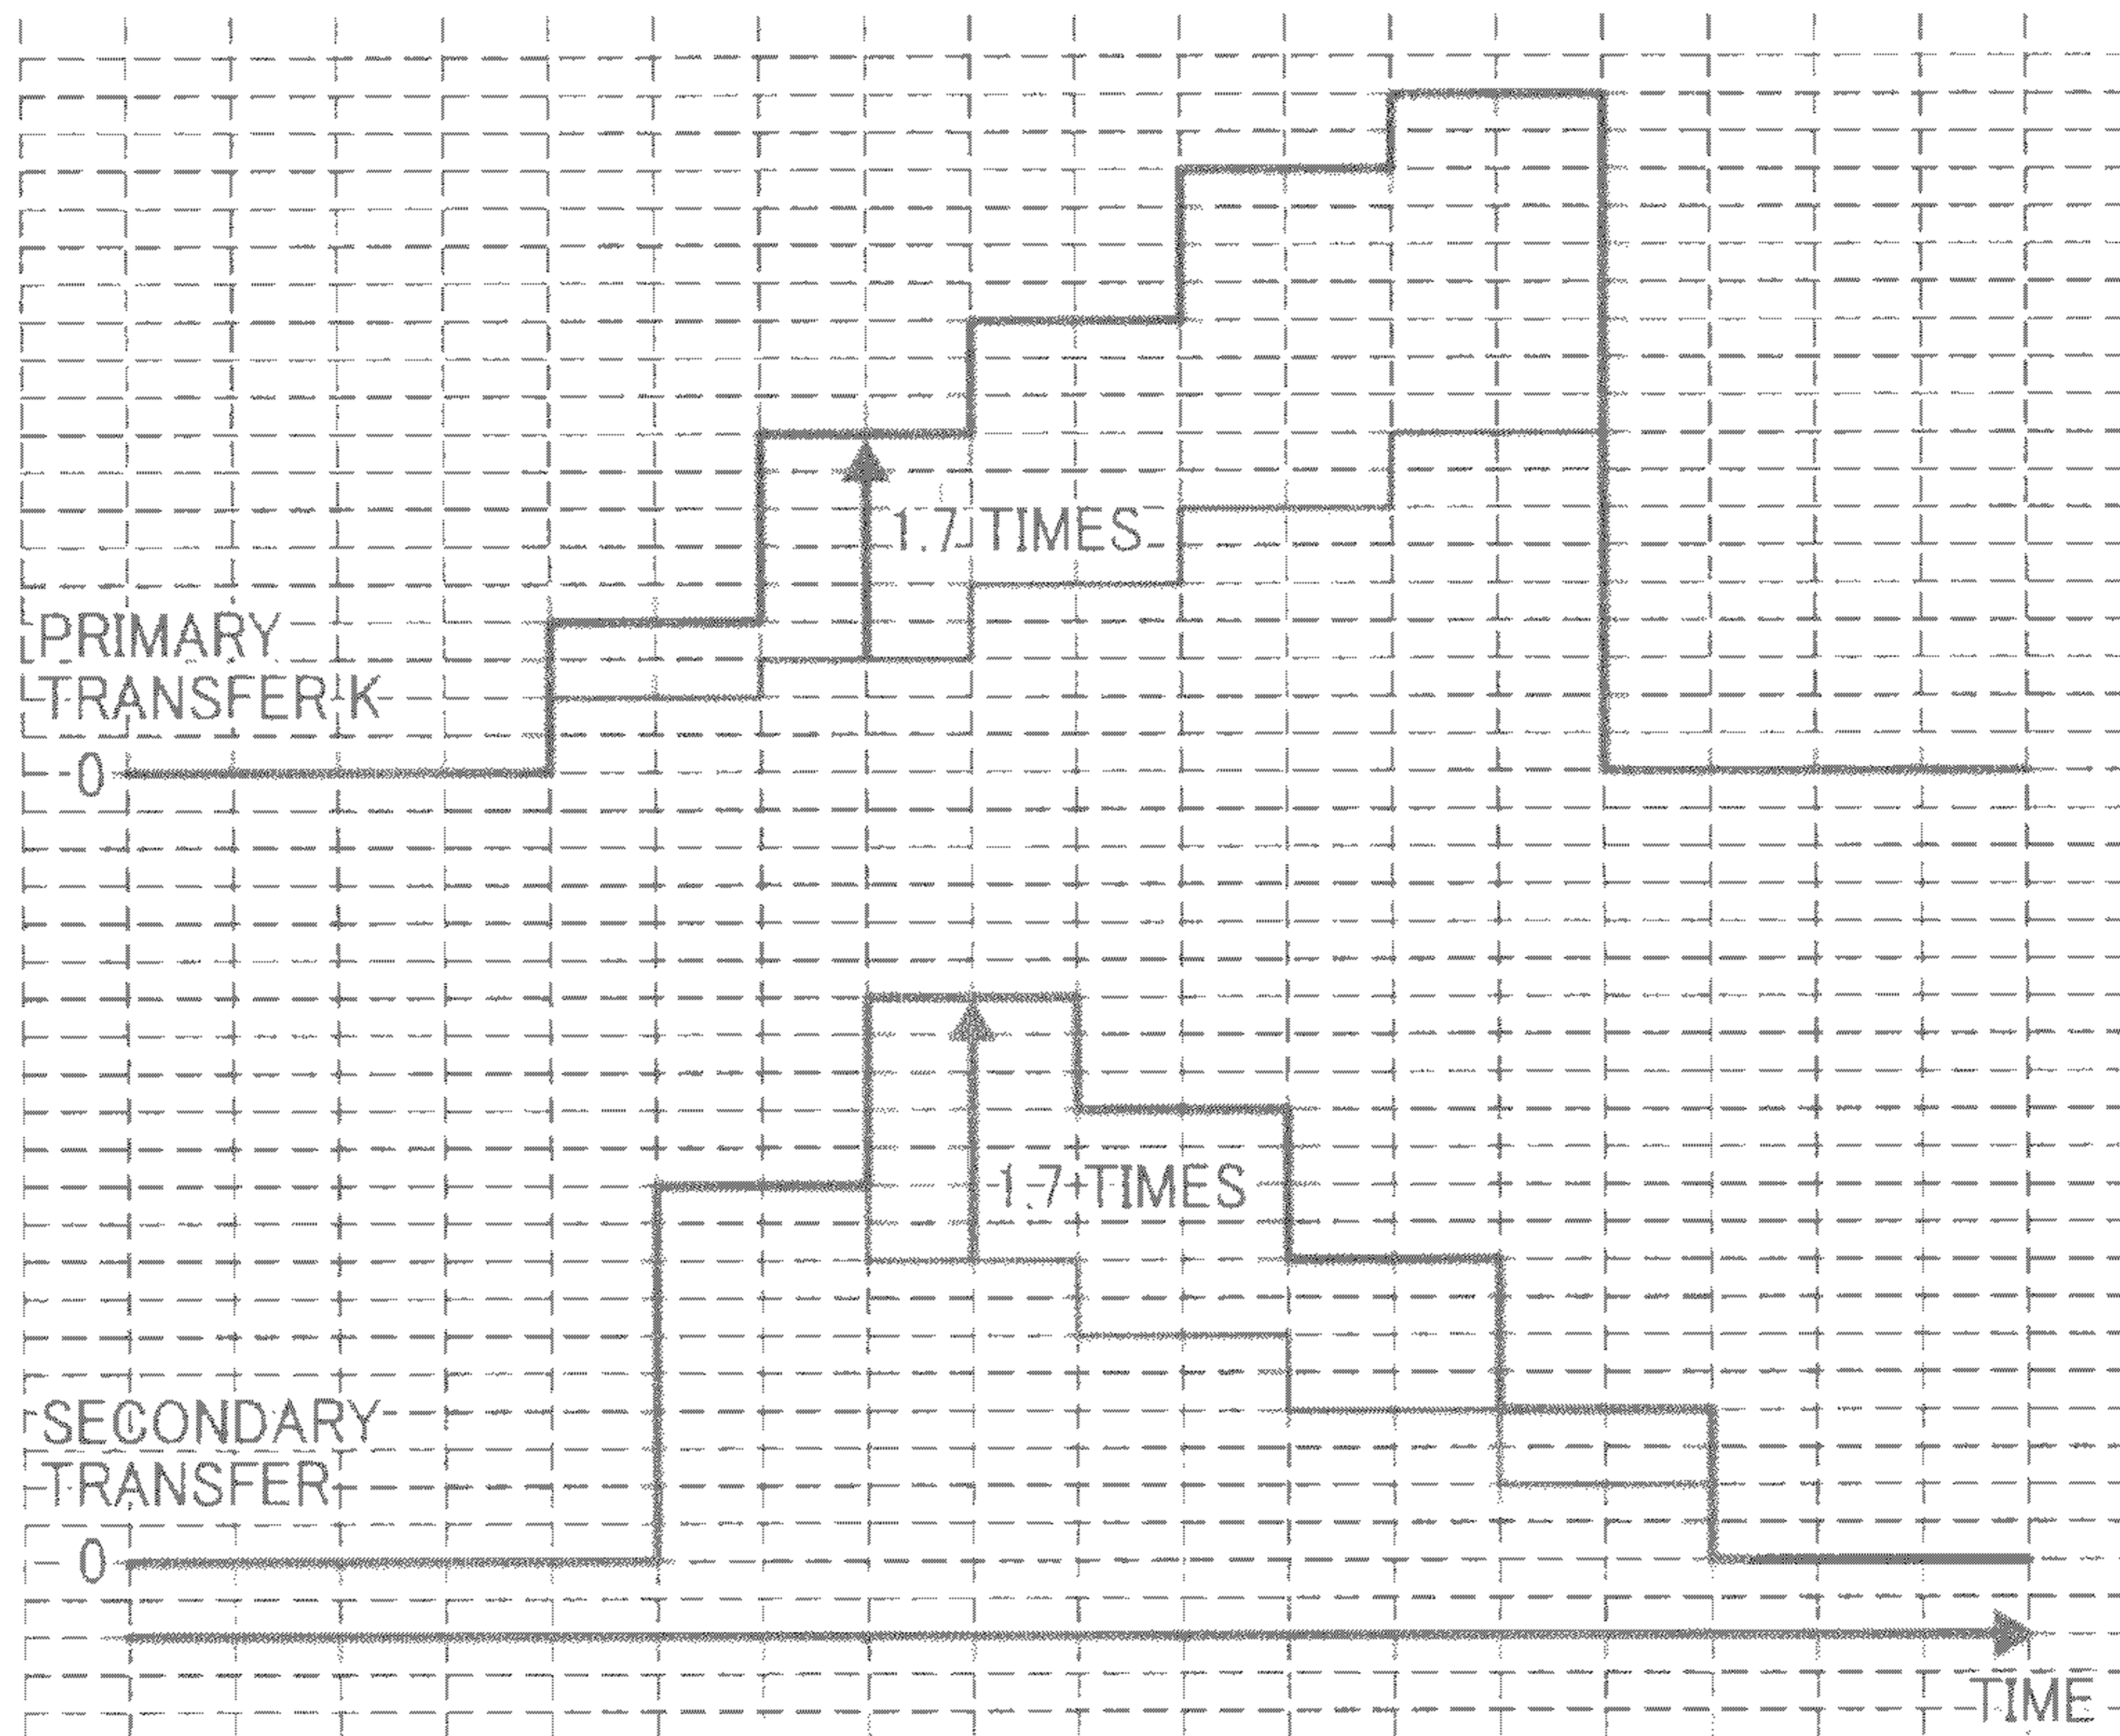 1.7 TIMES
PRIMARY
TRANSFER K
0
1.7 TIMES
SECONDARY
TRANSFER
0
TIME